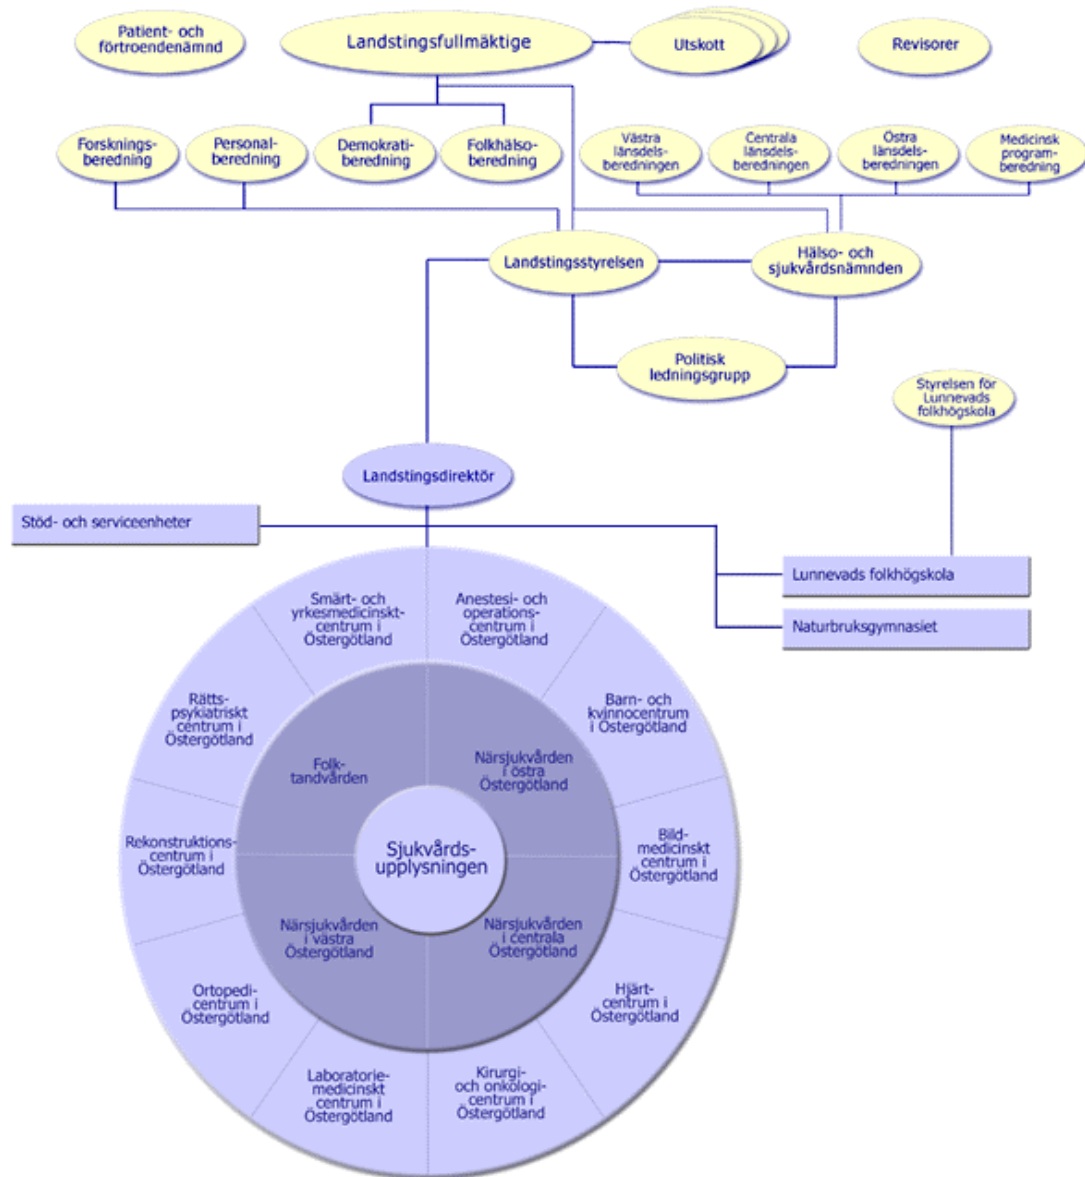 Patient- och
förtroendenämnd
Landstingsfullmäktige
Utskott
Revisorer
Forsknings-
beredning
Personal-
beredning
Demokrati-
beredning
Folkhälso-
beredning
Västra
länsdels-
beredningen
Centrala
länsdels-
beredningen
Östra
länsdels-
beredningen
Medicinsk
program-
beredning
Landstingsstyrelsen
Hälso- och
sjukvårdsnämnden
Politisk
ledningsgrupp
Styrelsen för
Lunnevads
folkhögskola
Landstingsdirektör
Stöd- och serviceenheter
Lunnevads folkhögskola
Naturbruksgymnasiet
Smärt- och
yrkesmedicinskt-
centrum i
Östergötland
Anestesi- och
operations-
centrum i
Östergötland
Rätts-
psykiatriskt
centrum i
Östergötland
Barn- och
kvinnocentrum
i Östergötland
Folk-
tandvården
Närsjukvården
i östra
Östergötland
Rekonstruktions-
centrum i
Östergötland
Sjukvårds-
upplysningen
Bild-
medicinskt
centrum i
Östergötland
Närsjukvården
i västra
Östergötland
Närsjukvården
i centrala
Östergötland
Ortopedi-
centrum i
Östergötland
Hjärt-
centrum i
Östergötland
Laboratorie-
medicinskt
centrum i
Östergötland
Kirurgi-
och onkologi-
centrum i
Östergötland